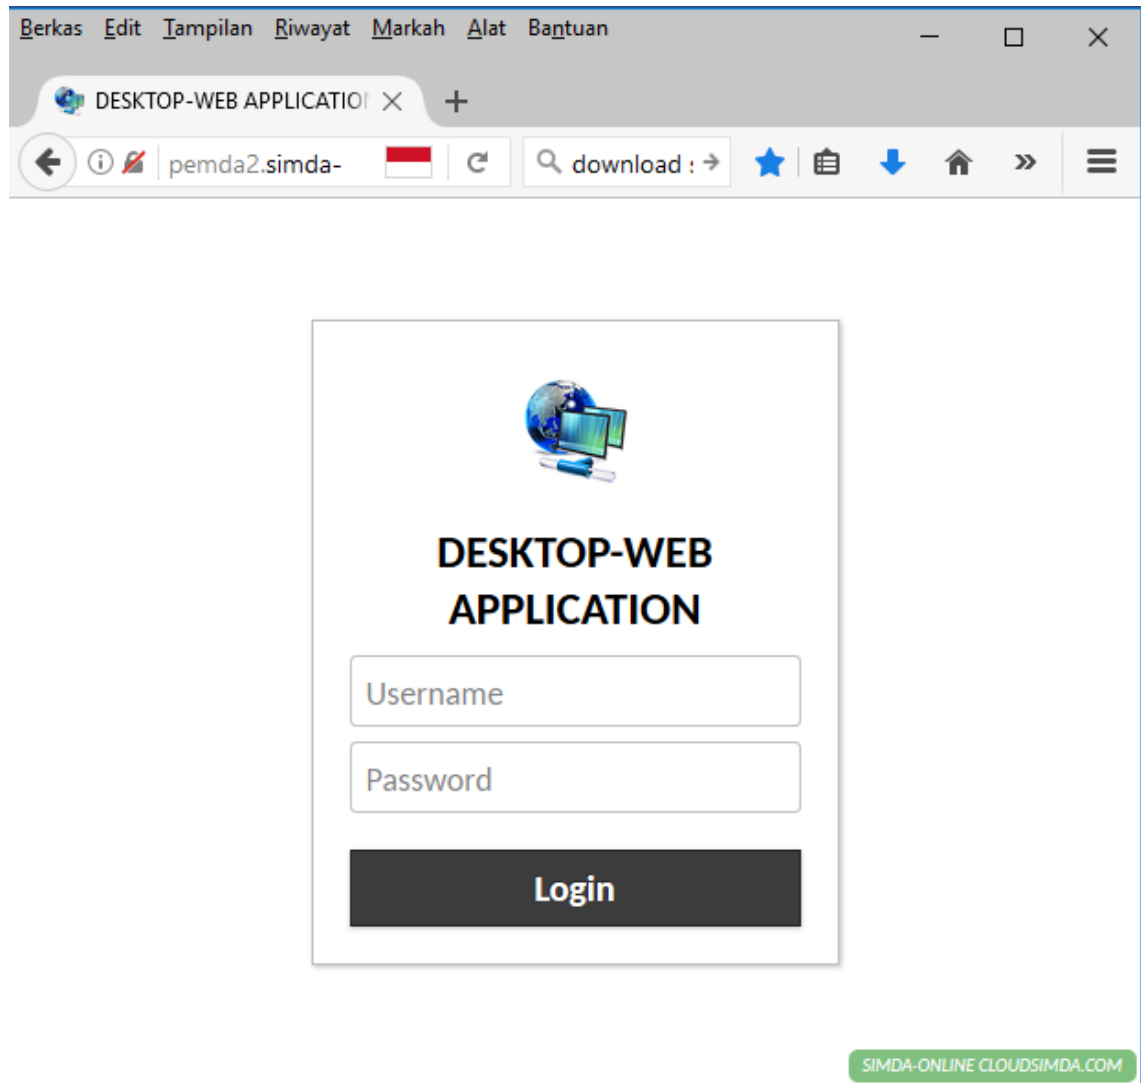 Berkas Edit Tampilan Riwayat Markah Alat Bantuan
DESKTOP-WEB APPLICATION
pemda2.simda-
download
DESKTOP-WEB
APPLICATION
Username
Password
Login
SIMDA-ONLINE CLOUDSIMDA.COM